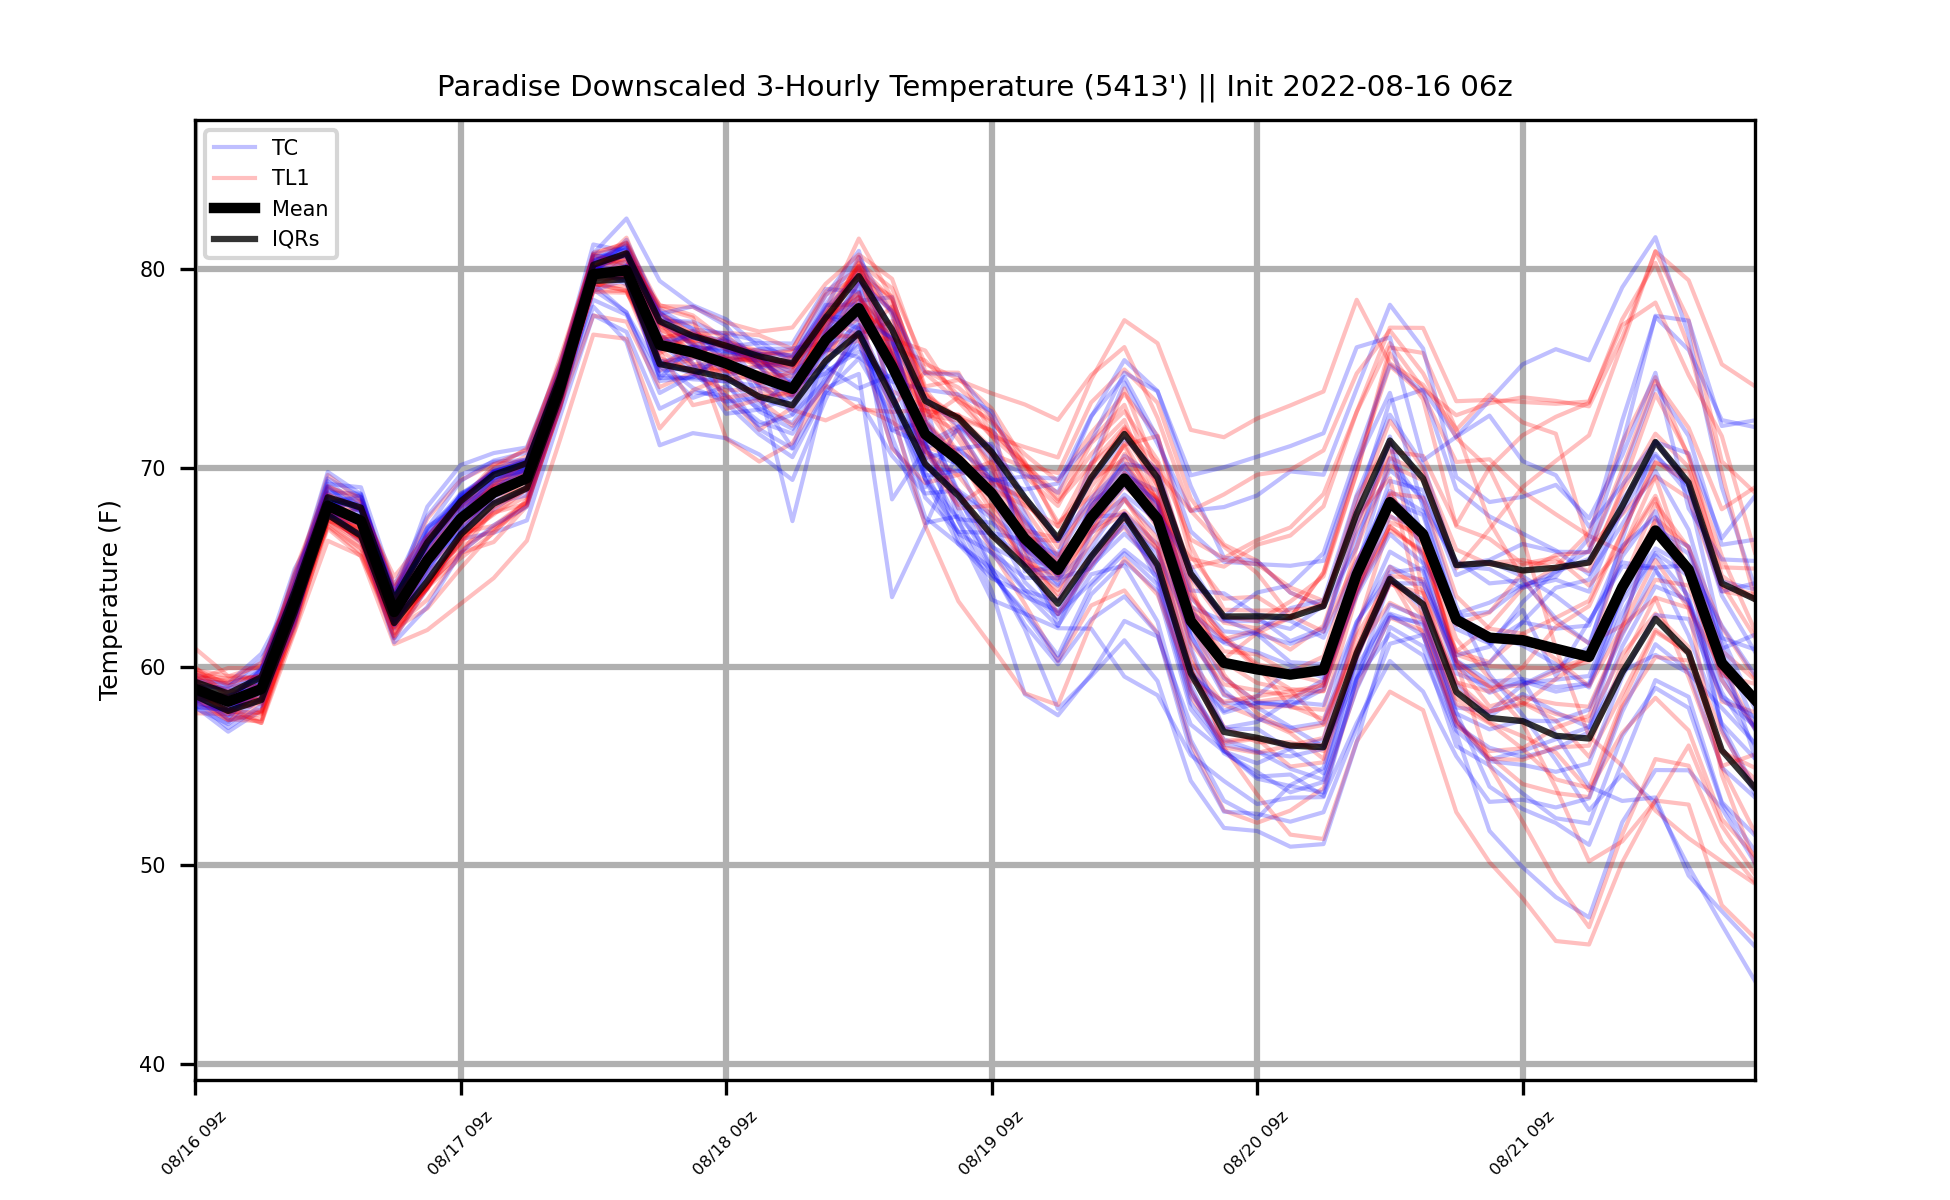 Paradise Downscaled 3-Hourly Temperature (5413') || Init 2022-08-16 06z
TC
TL1
Mean
IQRs
Temperature (F)
80
70
60
50
40
08/16 09z
08/17 09z
08/18 09z
08/19 09z
08/20 09z
08/21 09z